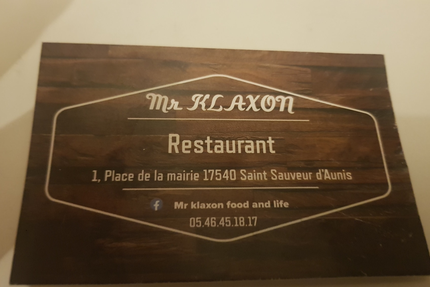 Mr KLAXON
Restaurant
1, Place de la mairie 17540 Saint Sauveur d'Aunis
f Mr klaxon food and life
05.46.45.18.17